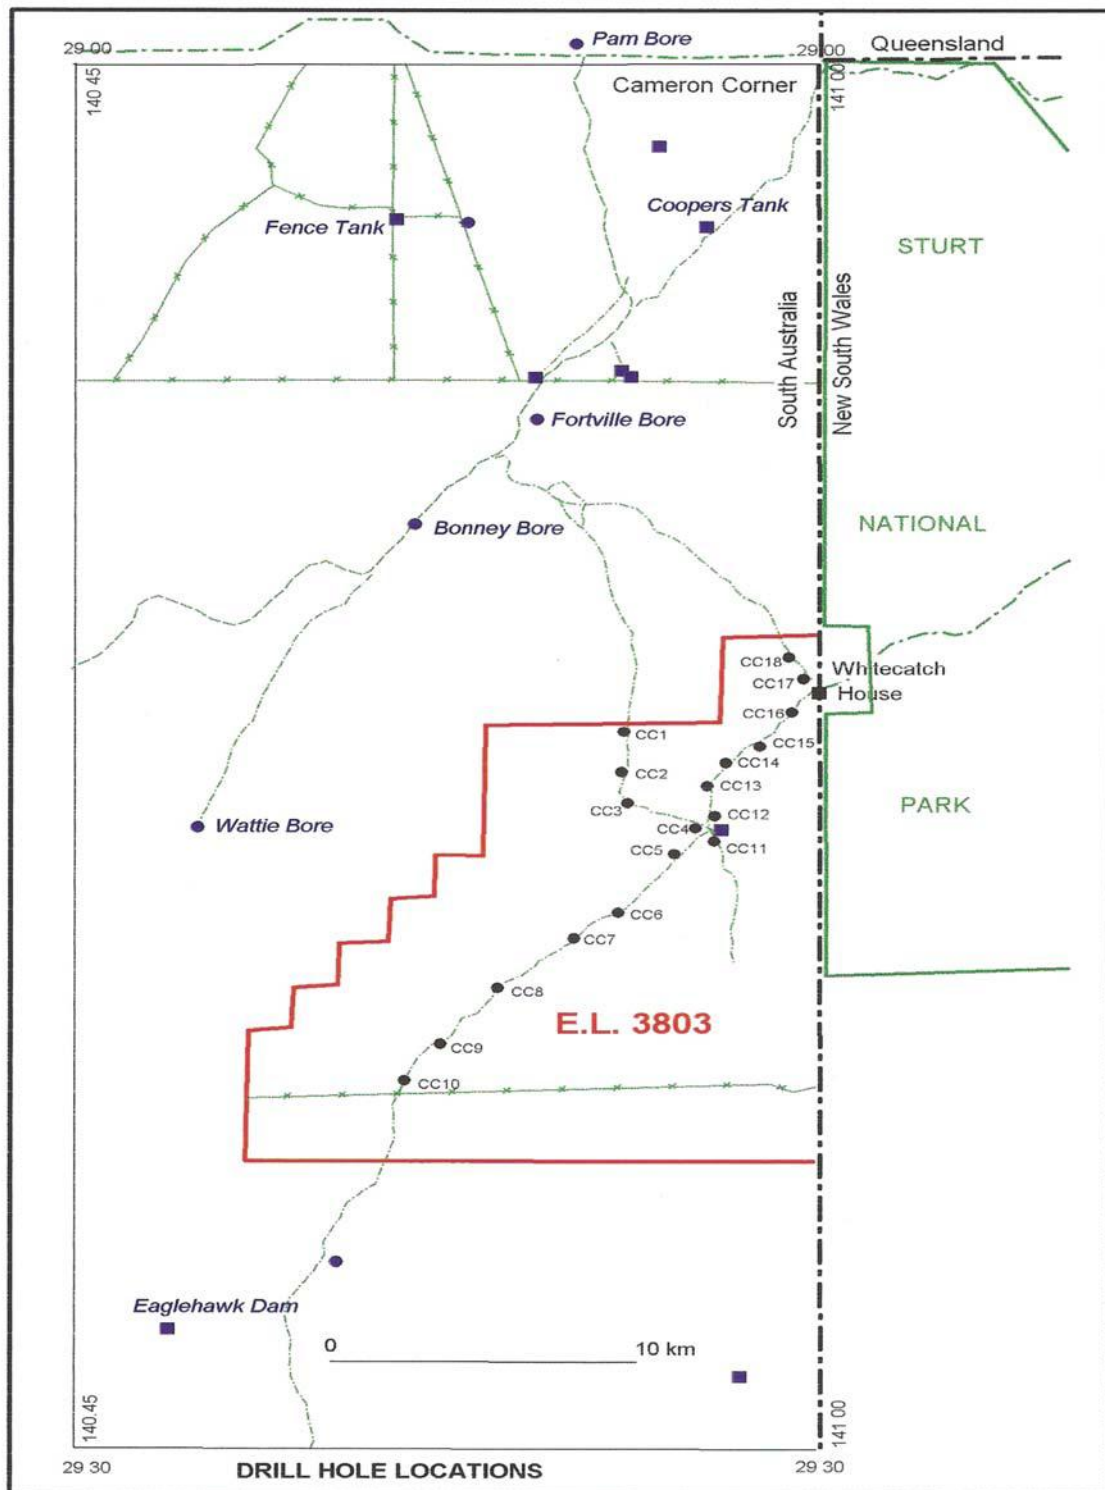 Pam Bore
29 00
29 00
Queensland
140 45
Cameron Corner
141 00
Coopers Tank
Fence Tank
STURT
South Australia
New South Wales
Fortville Bore
NATIONAL
Bonney Bore
CC18
Whitecatch
CC17
House
CC16
CC1
CC15
CC14
CC2
CC13
PARK
CC3
CC12
Wattie Bore
CC4
CC11
CC5
CC6
CC7
CC8
E.L. 3803
CC9
CC10
Eaglehawk Dam
0
10 km
140.45
141 00
29 30
DRILL HOLE LOCATIONS
29 30